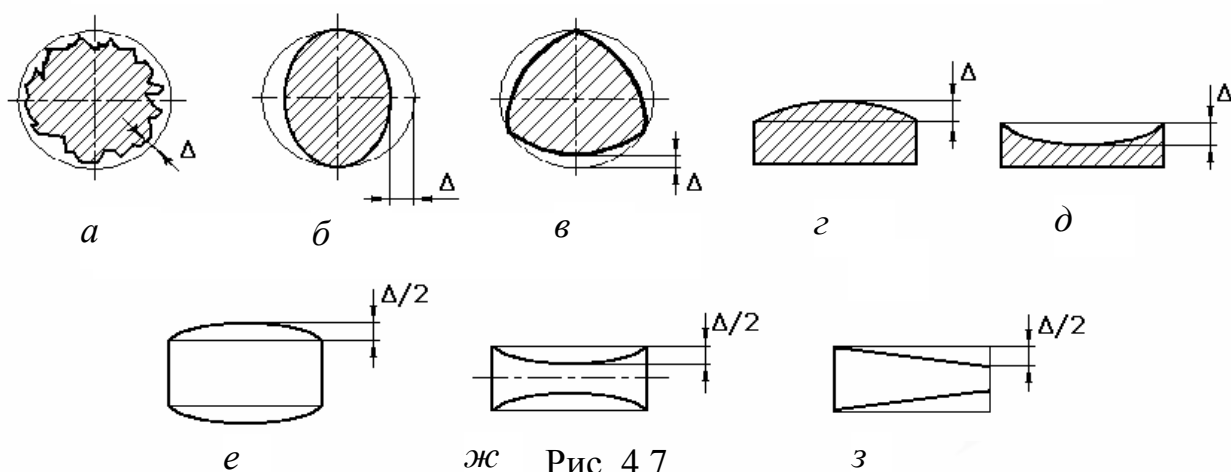 Δ Δ Δ Δ Δ
а б в г д
Δ/2 Δ/2 Δ/2
е ж Рис 4 7 з